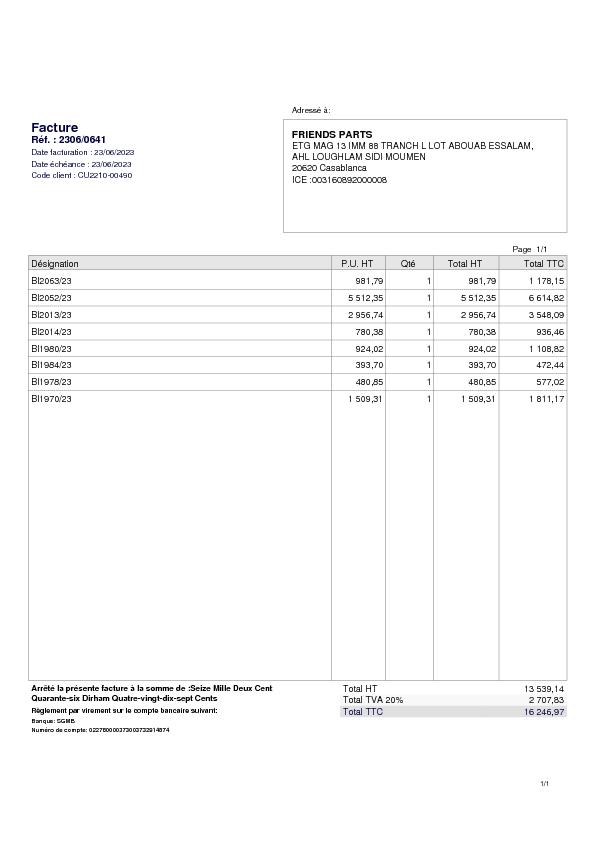 Adressé à:
Facture
Réf. : 2306/0641
Date facturation : 23/06/2023
Date échéance : 23/06/2023
Code client : CU2210-00490
FRIENDS PARTS
ETG MAG 13 IMM 88 TRANCH L LOT ABOUAB ESSALAM,
AHL LOUGHLAM SIDI MOUMEN
20620 Casablanca
ICE :003160892000008
Page 1/1
Désignation P.U. HT Qté Total HT Total TTC
Bl2063/23 981,79 1 981,79 1 178,15
Bl2052/23 5 512,35 1 5 512,35 6 614,82
Bl2013/23 2 956,74 1 2 956,74 3 548,09
Bl2014/23 780,38 1 780,38 936,46
Bl1980/23 924,02 1 924,02 1 108,82
Bl1984/23 393,70 1 393,70 472,44
Bl1978/23 480,85 1 480,85 577,02
Bl1970/23 1 509,31 1 1 509,31 1 811,17
Arrêté la présente facture à la somme de :Seize Mille Deux Cent
Quarante-six Dirham Quatre-vingt-dix-sept Cents
Règlement par virement sur le compte bancaire suivant:
Banque: SGMB
Numéro de compte:
Total HT 13 539,14
Total TVA 20% 2 707,83
Total TTC 16 246,97
1/1